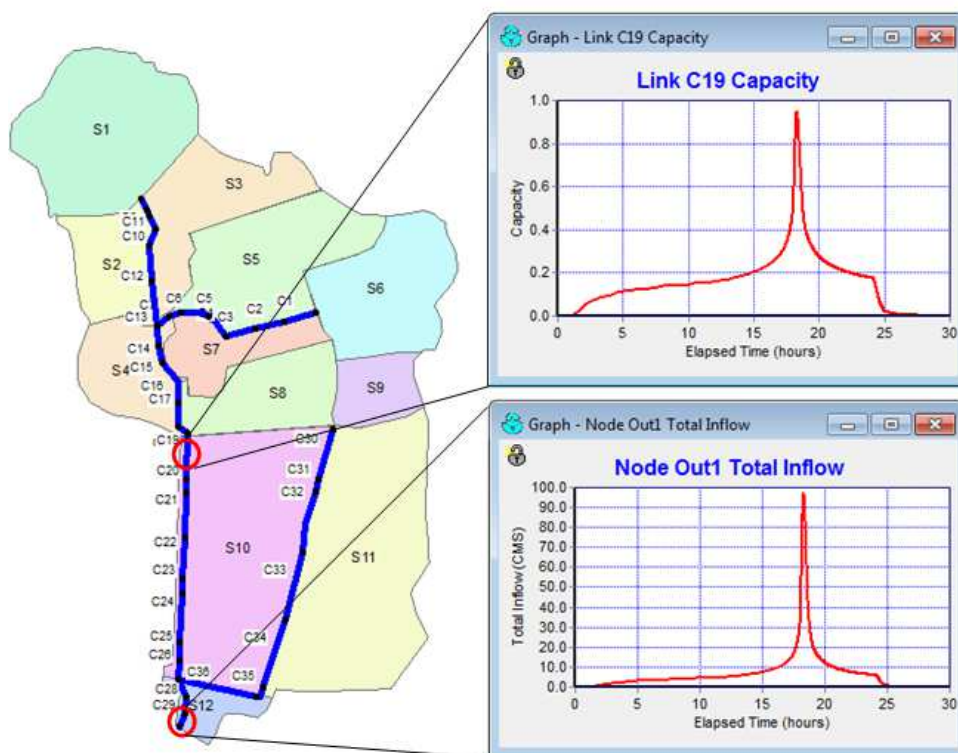 S1
S3
C11
C10
S2
S5
C12
S6
C6
C5
C1
C2
C3
C13
C14
S7
S4
C15
C16
S8
S9
C17
C19
C30
C20
C31
C21
C32
C22
S10
S11
C33
C23
C24
C34
C25
C26
C36
C35
C28
C29
S12
Graph - Link C19 Capacity
Link C19 Capacity
1.0
0.8
0.6
0.4
0.2
0.0
Capacity
0
5
10
15
20
25
30
Elapsed Time (hours)
Graph - Node Out1 Total Inflow
Node Out1 Total Inflow
100.0
90.0
80.0
70.0
60.0
50.0
40.0
30.0
20.0
10.0
0.0
Total Inflow (CMS)
0
5
10
15
20
25
30
Elapsed Time (hours)